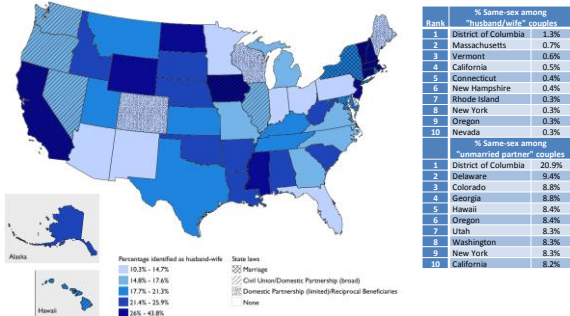 % Same-sex among
Rank "husband/wife" couples
1 District of Columbia 1.3%
2 Massachusetts 0.7%
3 Vermont 0.6%
4 California 0.5%
5 Connecticut 0.4%
6 New Hampshire 0.4%
7 Rhode Island 0.3%
8 New York 0.3%
9 Oregon 0.3%
10 Nevada 0.3%
% Same-sex among
"unmarried partner" couples
1 District of Columbia 20.9%
2 Delaware 9.4%
3 Colorado 8.8%
4 Georgia 8.8%
5 Hawaii 8.4%
6 Oregon 8.4%
7 Utah 8.3%
8 Washington 8.3%
9 New York 8.3%
10 California 8.2%
Alaska
Hawaii
Percentage identified as husband-wife
10.3% - 14.7%
14.8% - 17.6%
17.7% - 21.3%
21.4% - 25.9%
26% - 43.8%
State laws
Marriage
Civil Union/Domestic Partnership (broad)
Domestic Partnership (limited)/Reciprocal Beneficiaries
None